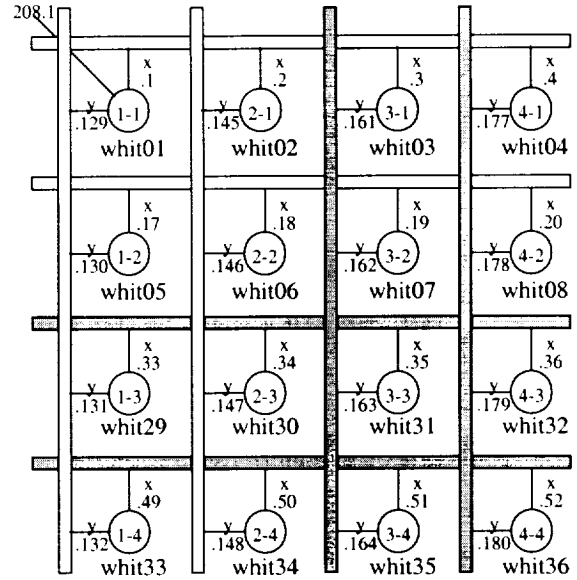 208.1
x x x x
.1 .2 .3 .4
y 1-1 y 2-1 y 3-1 y 4-1
.129 .145 .161 .177
whit01 whit02 whit03 whit04
x x x x
.17 .18 .19 .20
y 1-2 y 2-2 y 3-2 y 4-2
.130 .146 .162 .178
whit05 whit06 whit07 whit08
x x x x
.33 .34 .35 .36
y 1-3 y 2-3 y 3-3 y 4-3
.131 .147 .163 .179
whit29 whit30 whit31 whit32
x x x x
.49 .50 .51 .52
y 1-4 y 2-4 y 3-4 y 4-4
.132 .148 .164 .180
whit33 whit34 whit35 whit36